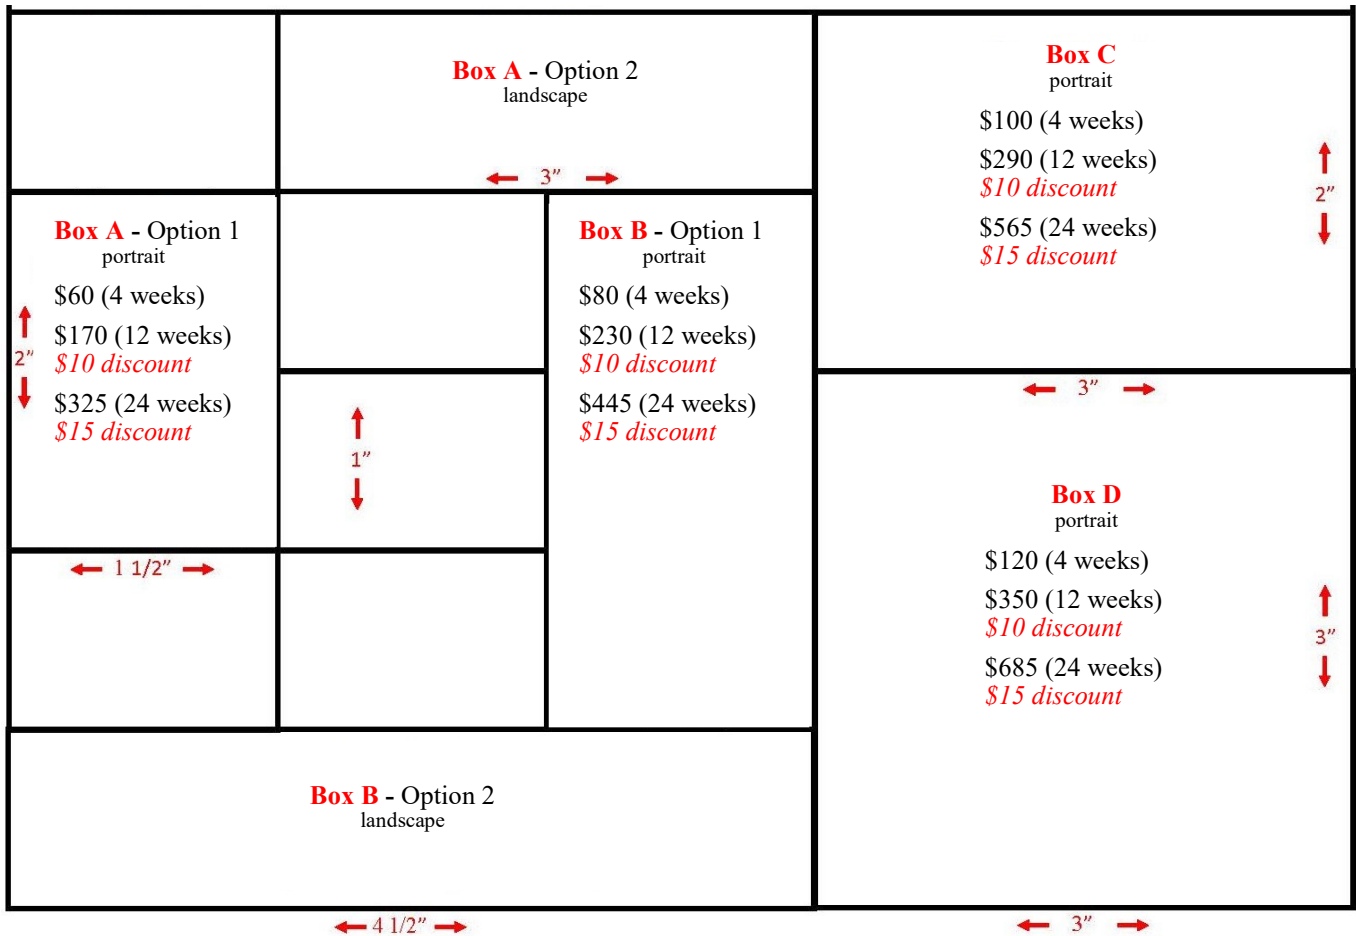 Box A - Option 2
landscape
3”
Box A - Option 1
portrait
$60 (4 weeks)
$170 (12 weeks)
$10 discount
$325 (24 weeks)
$15 discount
2”
1 1/2”
1”
Box B - Option 1
portrait
$80 (4 weeks)
$230 (12 weeks)
$10 discount
$445 (24 weeks)
$15 discount
Box B - Option 2
landscape
4 1/2”
Box C
portrait
$100 (4 weeks)
$290 (12 weeks)
$10 discount
$565 (24 weeks)
$15 discount
2”
3”
Box D
portrait
$120 (4 weeks)
$350 (12 weeks)
$10 discount
$685 (24 weeks)
$15 discount
3”
3”